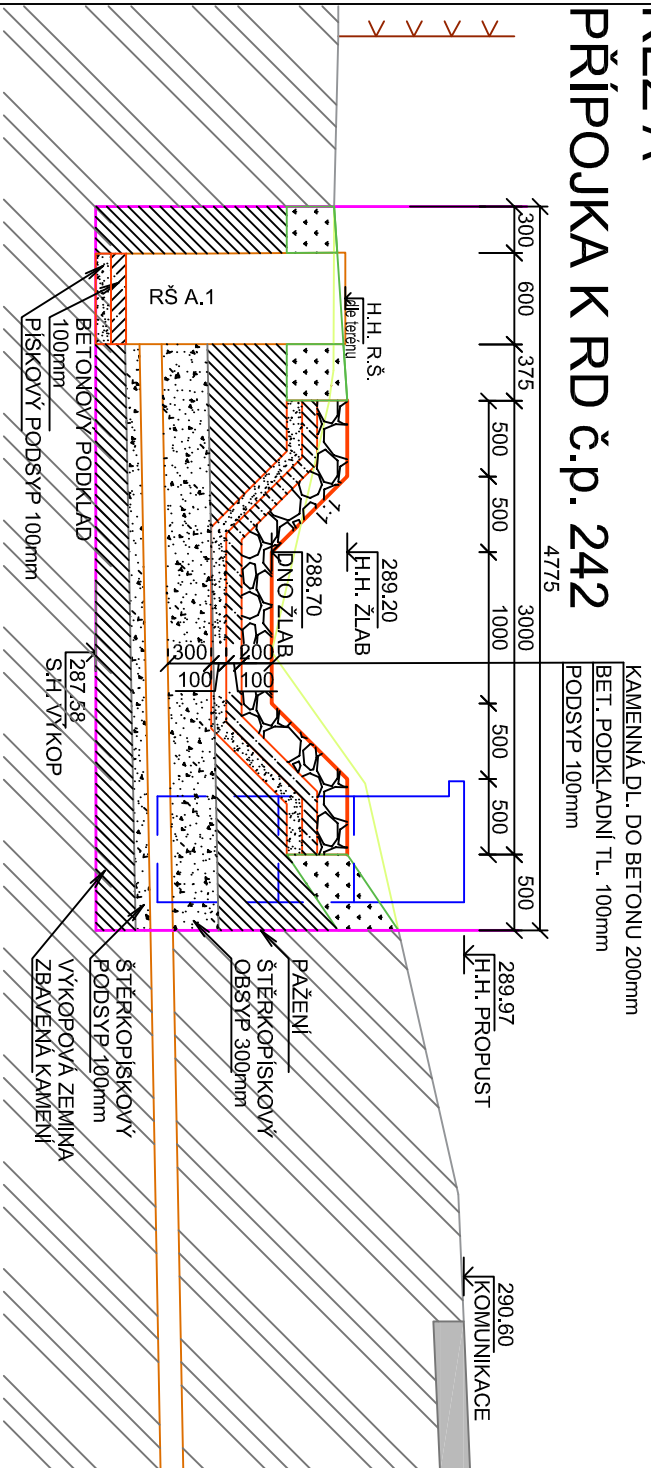 ŘEZ A
PŘÍPOJKA K RD č.p. 242
KAMENNÁ DL. DO BETONU 200mm
BET. PODKLADNÍ TL. 100mm
PODSYP 100mm
4775
300
600
375
3000
500
500
500
1000
500
500
289.97
H.H. PROPUST
290.60
KOMUNIKACE
H.H. R.Š.
dle terénu
289.20
H.H. ŽLAB
288.70
DNO ŽLAB
RŠ A.1
200
100
300
100
BETONOVÝ PODKLAD
100mm
PÍSKOVÝ PODSYP 100mm
287.58
S.H. VÝKOP
PAŽENÍ
ŠTĚRKOPÍSKOVÝ
OBSYP 300mm
ŠTĚRKOPÍSKOVÝ
PODSYP 100mm
VÝKOPOVÁ ZEMINA
ZBAVENÁ KAMENÍ